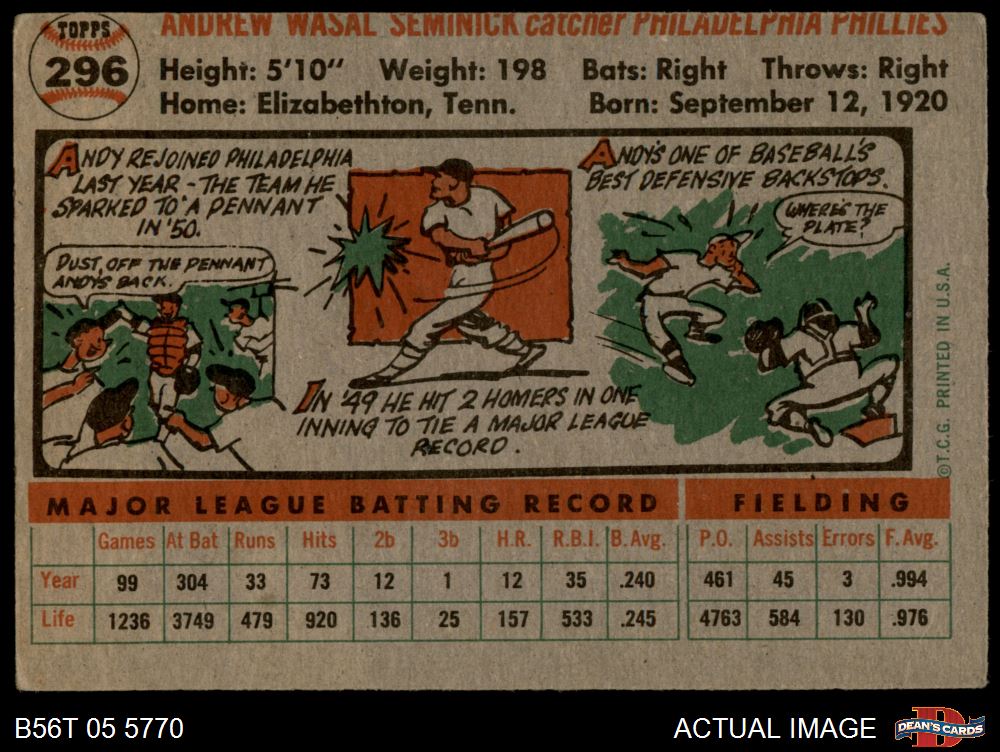 TOPPS
296
ANDREW WASAL SEMINICK catcher PHILADELPHIA PHILLIES
Height: 5'10" Weight: 198 Bats: Right Throws: Right
Home: Elizabethton, Tenn. Born: September 12, 1920
ANDY REJOINED PHILADELPHIA
LAST YEAR - THE TEAM HE
SPARKED TO A PENNANT
IN '50.
DUST OFF THE PENNANT
ANDY'S BACK.
IN '49 HE HIT 2 HOMERS IN ONE
INNING TO TIE A MAJOR LEAGUE
RECORD.
ANDY'S ONE OF BASEBALL'S
BEST DEFENSIVE BACKSTOPS.
WHERE'S THE
PLATE?
©T.C.G. PRINTED IN U.S.A.
MAJOR LEAGUE BATTING RECORD FIELDING
Games At Bat Runs Hits 2b 3b H.R. R.B.I. B. Avg. P.O. Assists Errors F. Avg.
Year 99 304 33 73 12 1 12 35 .240 461 45 3 .994
Life 1236 3749 479 920 136 25 157 533 .245 4763 584 130 .976
B56T 05 5770
ACTUAL IMAGE
D
DEAN'S CARDS